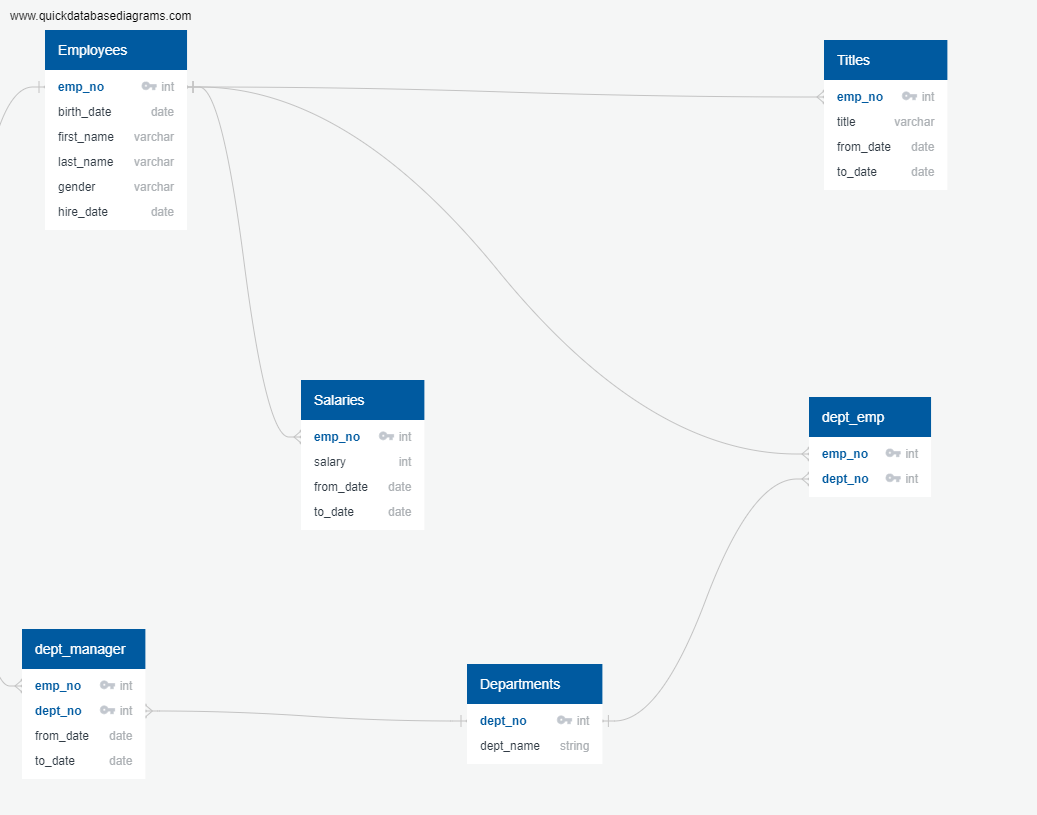 www.quickdatabasediagrams.com
Employees
emp_no int
birth_date date
first_name varchar
last_name varchar
gender varchar
hire_date date
Titles
emp_no int
title varchar
from_date date
to_date date
Salaries
emp_no int
salary int
from_date date
to_date date
dept_emp
emp_no int
dept_no int
dept_manager
emp_no int
dept_no int
from_date date
to_date date
Departments
dept_no int
dept_name string